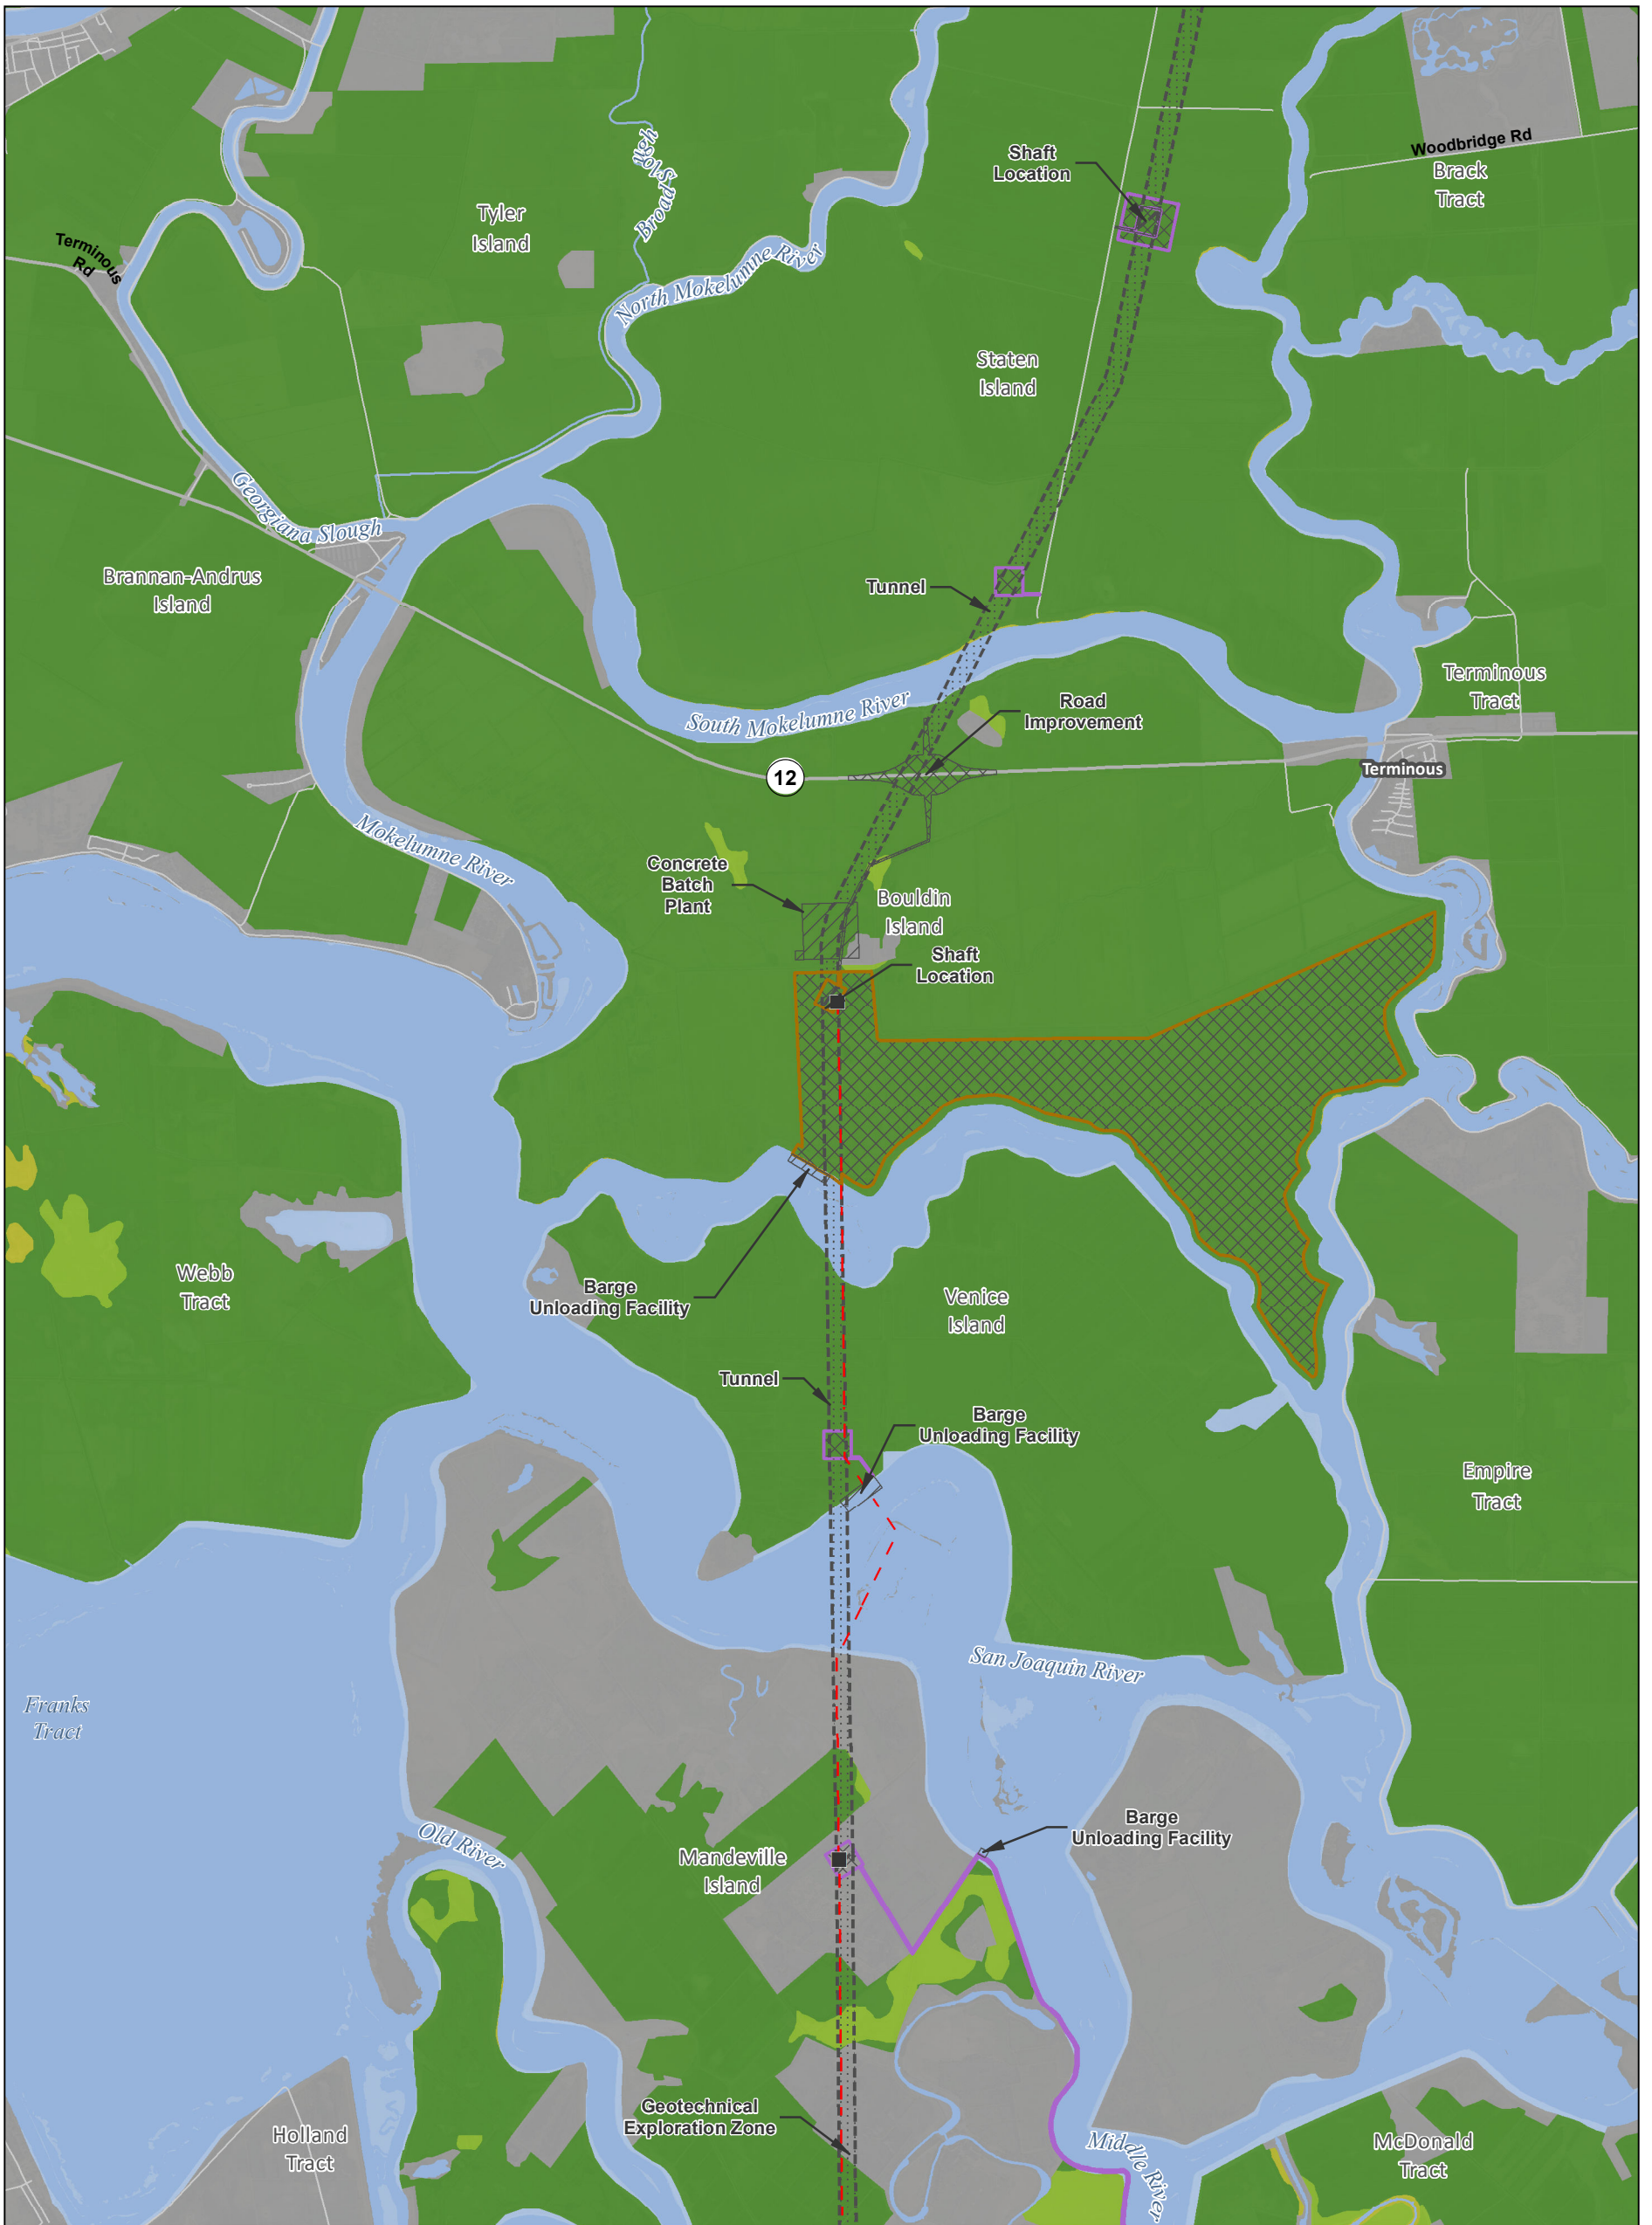 Woodbridge Rd
Brack
Tract
Shaft
Location
Broad Slough
Tyler
Island
Terminous
Rd
North Mokelumne River
Staten
Island
Georgiana Slough
Brannan-Andrus
Island
Tunnel
Terminous
Tract
South Mokelumne River
Road
Improvement
12
Terminous
Mokelumne River
Concrete
Batch
Plant
Bouldin
Island
Shaft
Location
Webb
Tract
Barge
Unloading Facility
Venice
Island
Tunnel
Barge
Unloading Facility
Empire
Tract
San Joaquin River
Franks
Tract
Old River
Mandeville
Island
Barge
Unloading Facility
Geotechnical
Exploration Zone
Holland
Tract
Middle River
McDonald
Tract